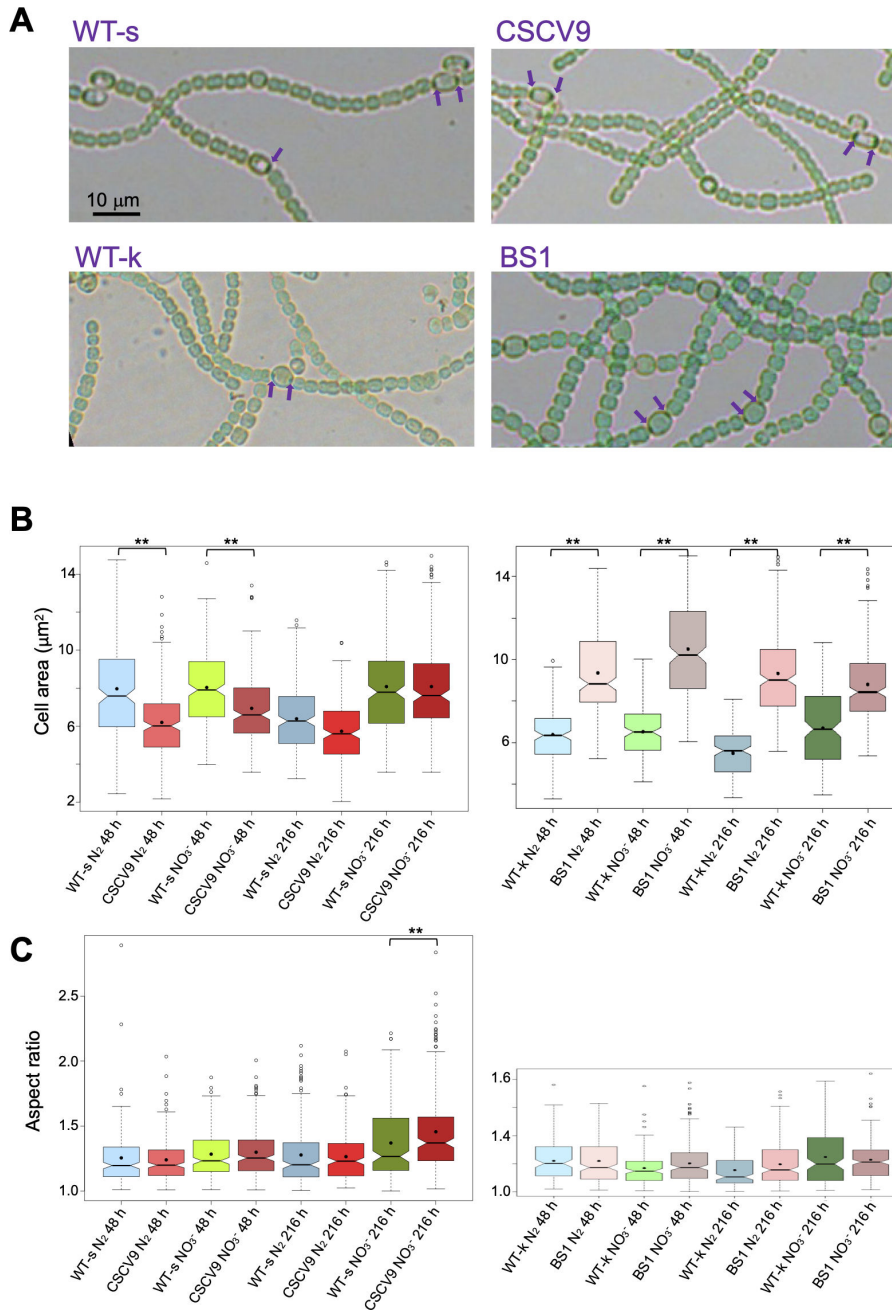 A
WT-s
CSCV9
10 µm
WT-k
BS1
B
** **
** ** ** **
Cell area (µm²)
14
10
6
2
14
10
6
WT-s N₂ 48 h
CSCV9 N₂ 48 h
WT-s NO₃⁻ 48 h
CSCV9 NO₃⁻ 48 h
WT-s N₂ 216 h
CSCV9 N₂ 216 h
WT-s NO₃⁻ 216 h
CSCV9 NO₃⁻ 216 h
WT-k N₂ 48 h
BS1 N₂ 48 h
WT-k NO₃⁻ 48 h
BS1 NO₃⁻ 48 h
WT-k N₂ 216 h
BS1 N₂ 216 h
WT-k NO₃⁻ 216 h
BS1 NO₃⁻ 216 h
C
**
Aspect ratio
2.5
2.0
1.5
1.0
1.6
1.4
1.0
WT-s N₂ 48 h
CSCV9 N₂ 48 h
WT-s NO₃⁻ 48 h
CSCV9 NO₃⁻ 48 h
WT-s N₂ 216 h
CSCV9 N₂ 216 h
WT-s NO₃⁻ 216 h
CSCV9 NO₃⁻ 216 h
WT-k N₂ 48 h
BS1 N₂ 48 h
WT-k NO₃⁻ 48 h
BS1 NO₃⁻ 48 h
WT-k N₂ 216 h
BS1 N₂ 216 h
WT-k NO₃⁻ 216 h
BS1 NO₃⁻ 216 h